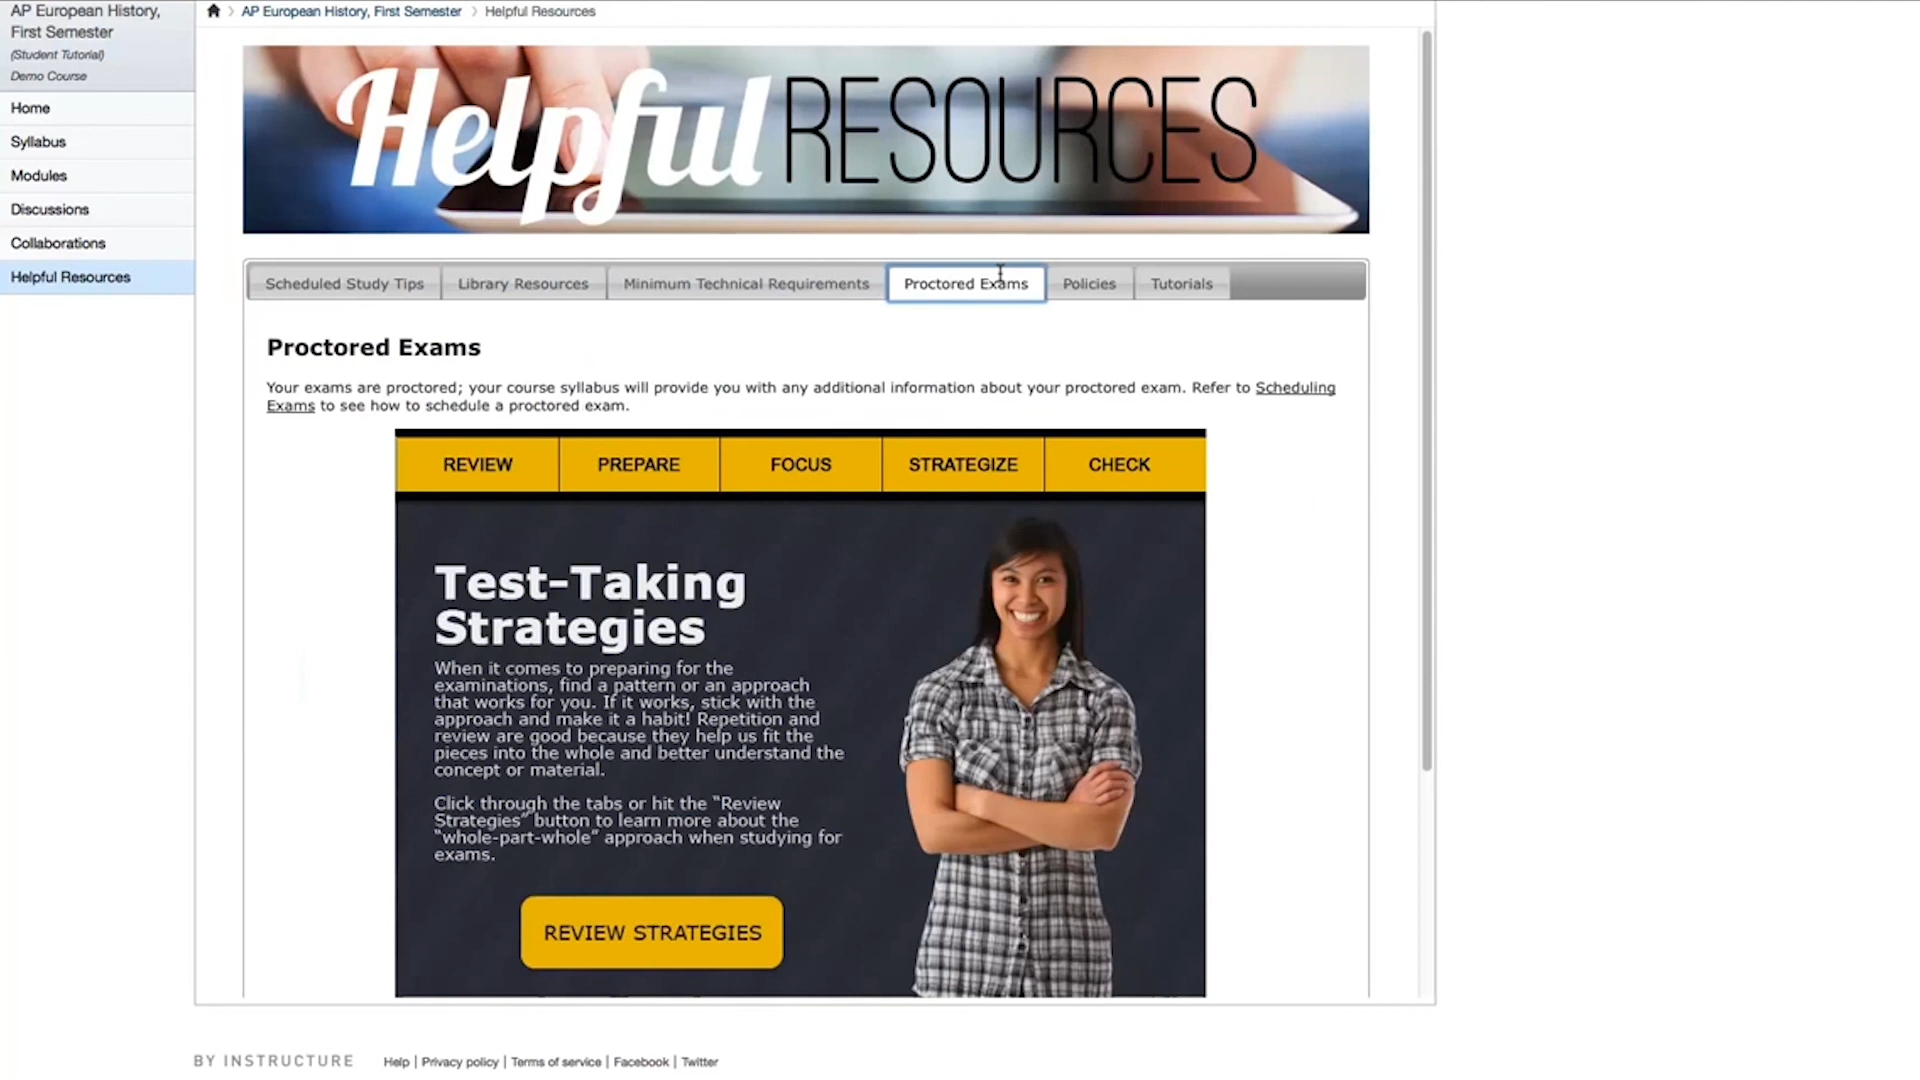 AP European History,
First Semester
(Student Tutorial)
Demo Course
Home
Syllabus
Modules
Discussions
Collaborations
Helpful Resources
AP European History, First Semester > Helpful Resources
Helpful RESOURCES
Scheduled Study Tips
Library Resources
Minimum Technical Requirements
Proctored Exams
Policies
Tutorials
Proctored Exams
Your exams are proctored; your course syllabus will provide you with any additional information about your proctored exam. Refer to Scheduling
Exams to see how to schedule a proctored exam.
REVIEW
PREPARE
FOCUS
STRATEGIZE
CHECK
Test-Taking
Strategies
When it comes to preparing for the
examinations, find a pattern or an approach
that works for you. If it works, stick with the
approach and make it a habit! Repetition and
review are good because they help us fit the
pieces into the whole and better understand the
concept or material.
Click through the tabs or hit the “Review
Strategies” button to learn more about the
“whole-part-whole” approach when studying for
exams.
REVIEW STRATEGIES
BY INSTRUCTURE
Help | Privacy policy | Terms of service | Facebook | Twitter